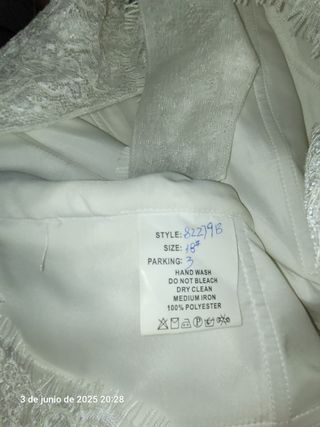 STYLE: 822798
SIZE: 18#
PARKING: 3
HAND WASH
DO NOT BLEACH
DRY CLEAN
MEDIUM IRON
100% POLYESTER
3 de junio de 2025 20:28